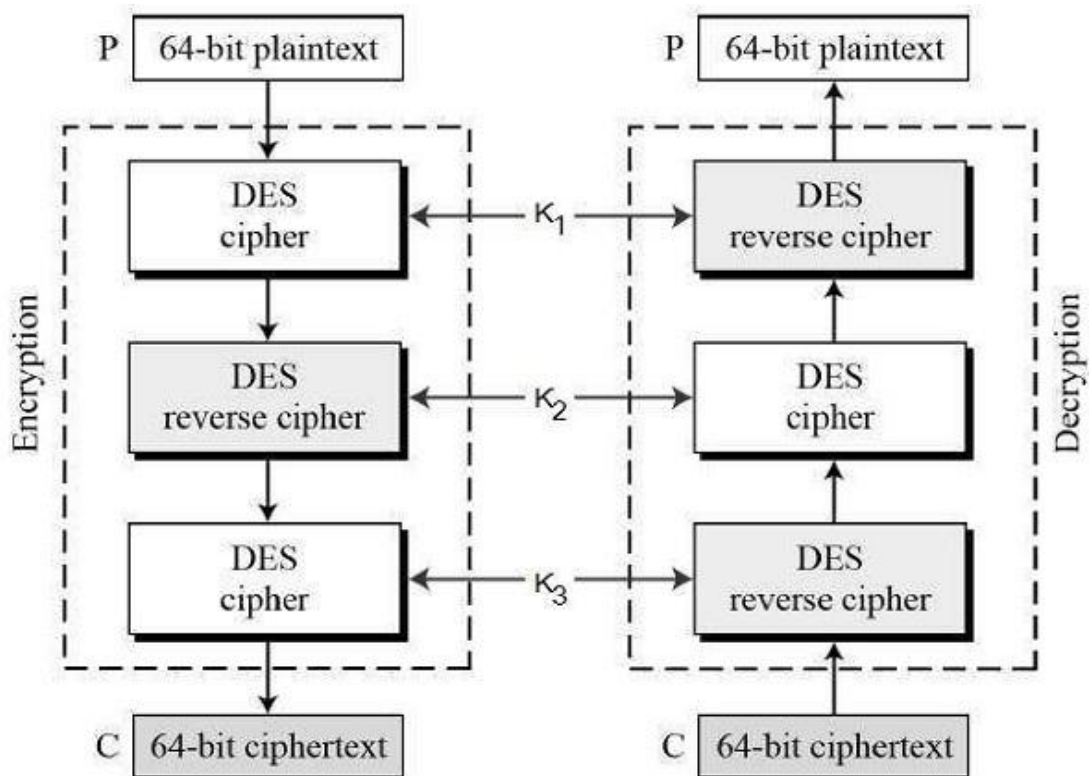 P 64-bit plaintext
P 64-bit plaintext
Encryption
DES
cipher
K1
DES
reverse cipher
DES
reverse cipher
K2
DES
cipher
DES
cipher
K3
DES
reverse cipher
Decryption
C 64-bit ciphertext
C 64-bit ciphertext